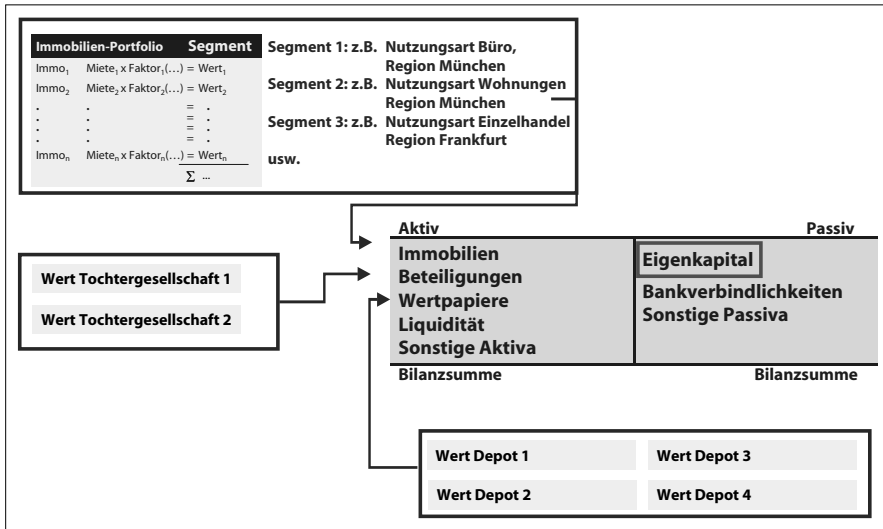 Immobilien-Portfolio Segment
Immo₁ Miete₁ x Faktor₁(…) = Wert₁
Immo₂ Miete₂ x Faktor₂(…) = Wert₂
. . = .
. . = .
. . = .
. . = .
Immoₙ Mieteₙ x Faktorₙ(…) = Wertₙ
Σ ...
Segment 1: z.B. Nutzungsart Büro,
Region München
Segment 2: z.B. Nutzungsart Wohnungen
Region München
Segment 3: z.B. Nutzungsart Einzelhandel
Region Frankfurt
usw.
Wert Tochtergesellschaft 1
Wert Tochtergesellschaft 2
Aktiv Passiv
Immobilien
Beteiligungen
Wertpapiere
Liquidität
Sonstige Aktiva
Eigenkapital
Bankverbindlichkeiten
Sonstige Passiva
Bilanzsumme Bilanzsumme
Wert Depot 1 Wert Depot 3
Wert Depot 2 Wert Depot 4